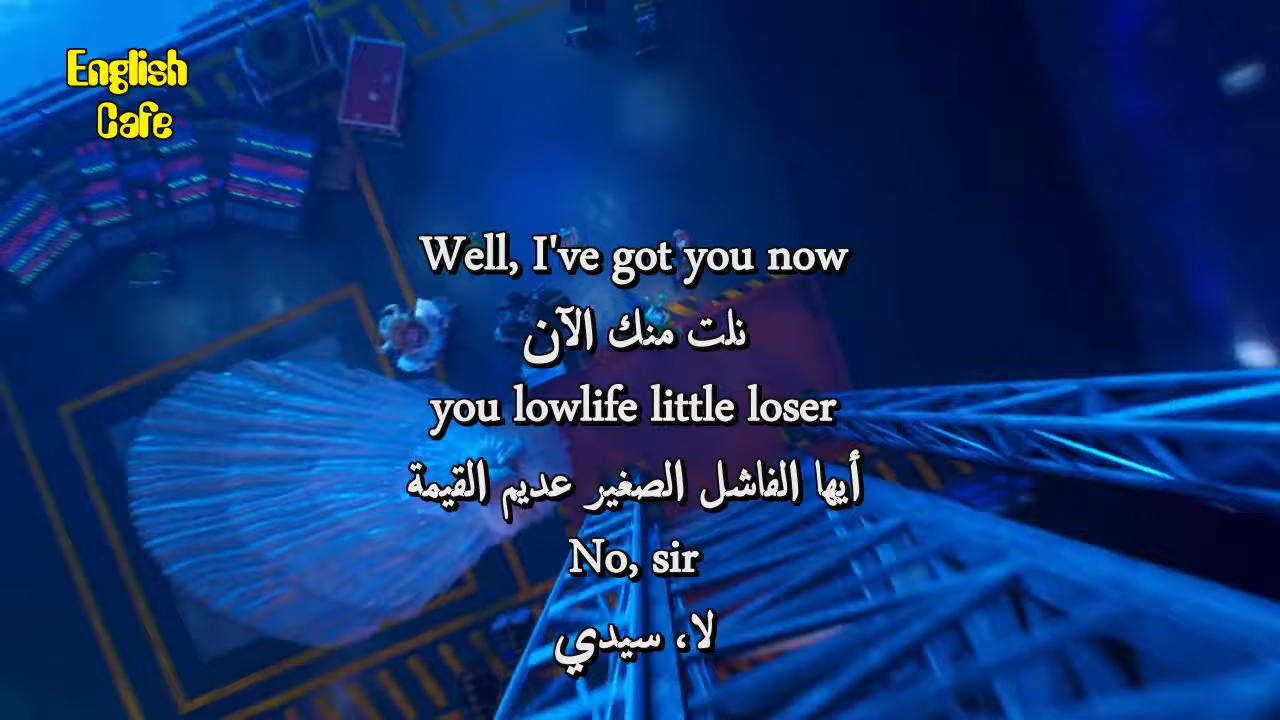 English
Cafe
Well, I've got you now
نلت منك الآن
you lowlife little loser
أيها الفاشل الصغير عديم القيمة
No, sir
لا، سيدي